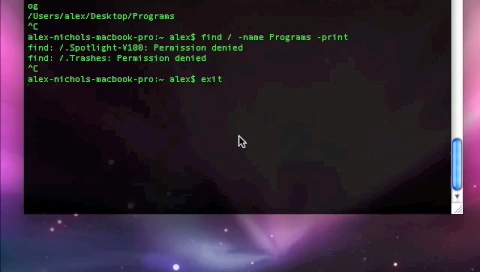 og
/Users/alex/Desktop/Programs
^C
alex-nichols-macbook-pro:~ alex$ find / -name Programs -print
find: /.Spotlight-V100: Permission denied
find: /.Trashes: Permission denied
^C
alex-nichols-macbook-pro:~ alex$ exit